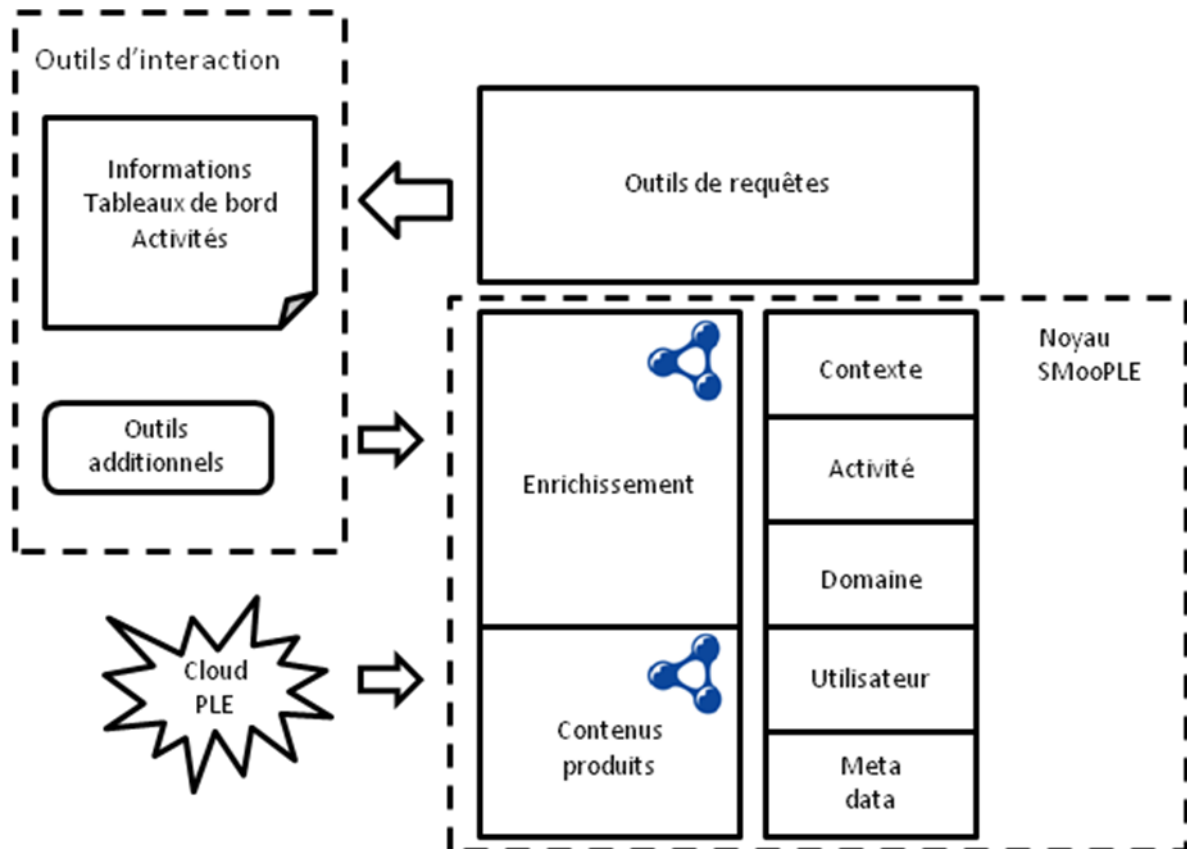 Outils d'interaction
Informations
Tableaux de bord
Activités
Outils
additionnels
Cloud
PLE
Outils de requêtes
Enrichissement
Contenus
produits
Contexte
Activité
Domaine
Utilisateur
Meta
data
Noyau
SMooPLE